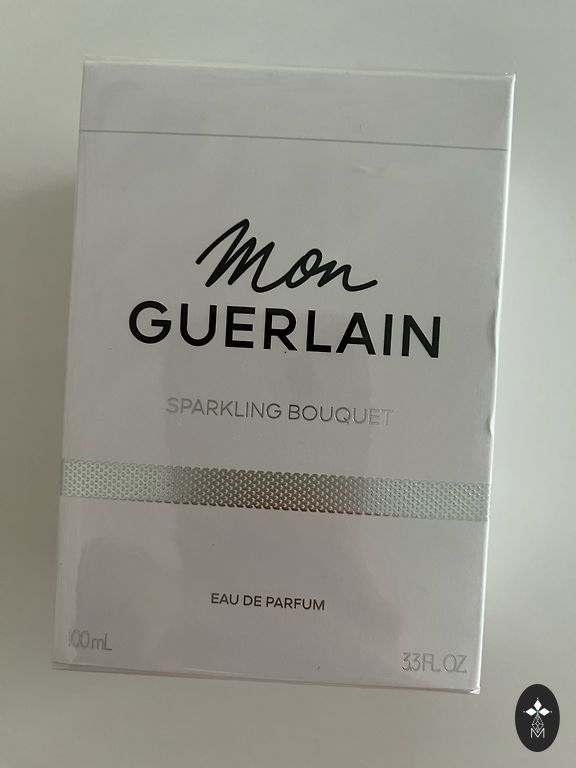 Mon
GUERLAIN
SPARKLING BOUQUET
EAU DE PARFUM
100mL
3.3 FL. OZ.
M